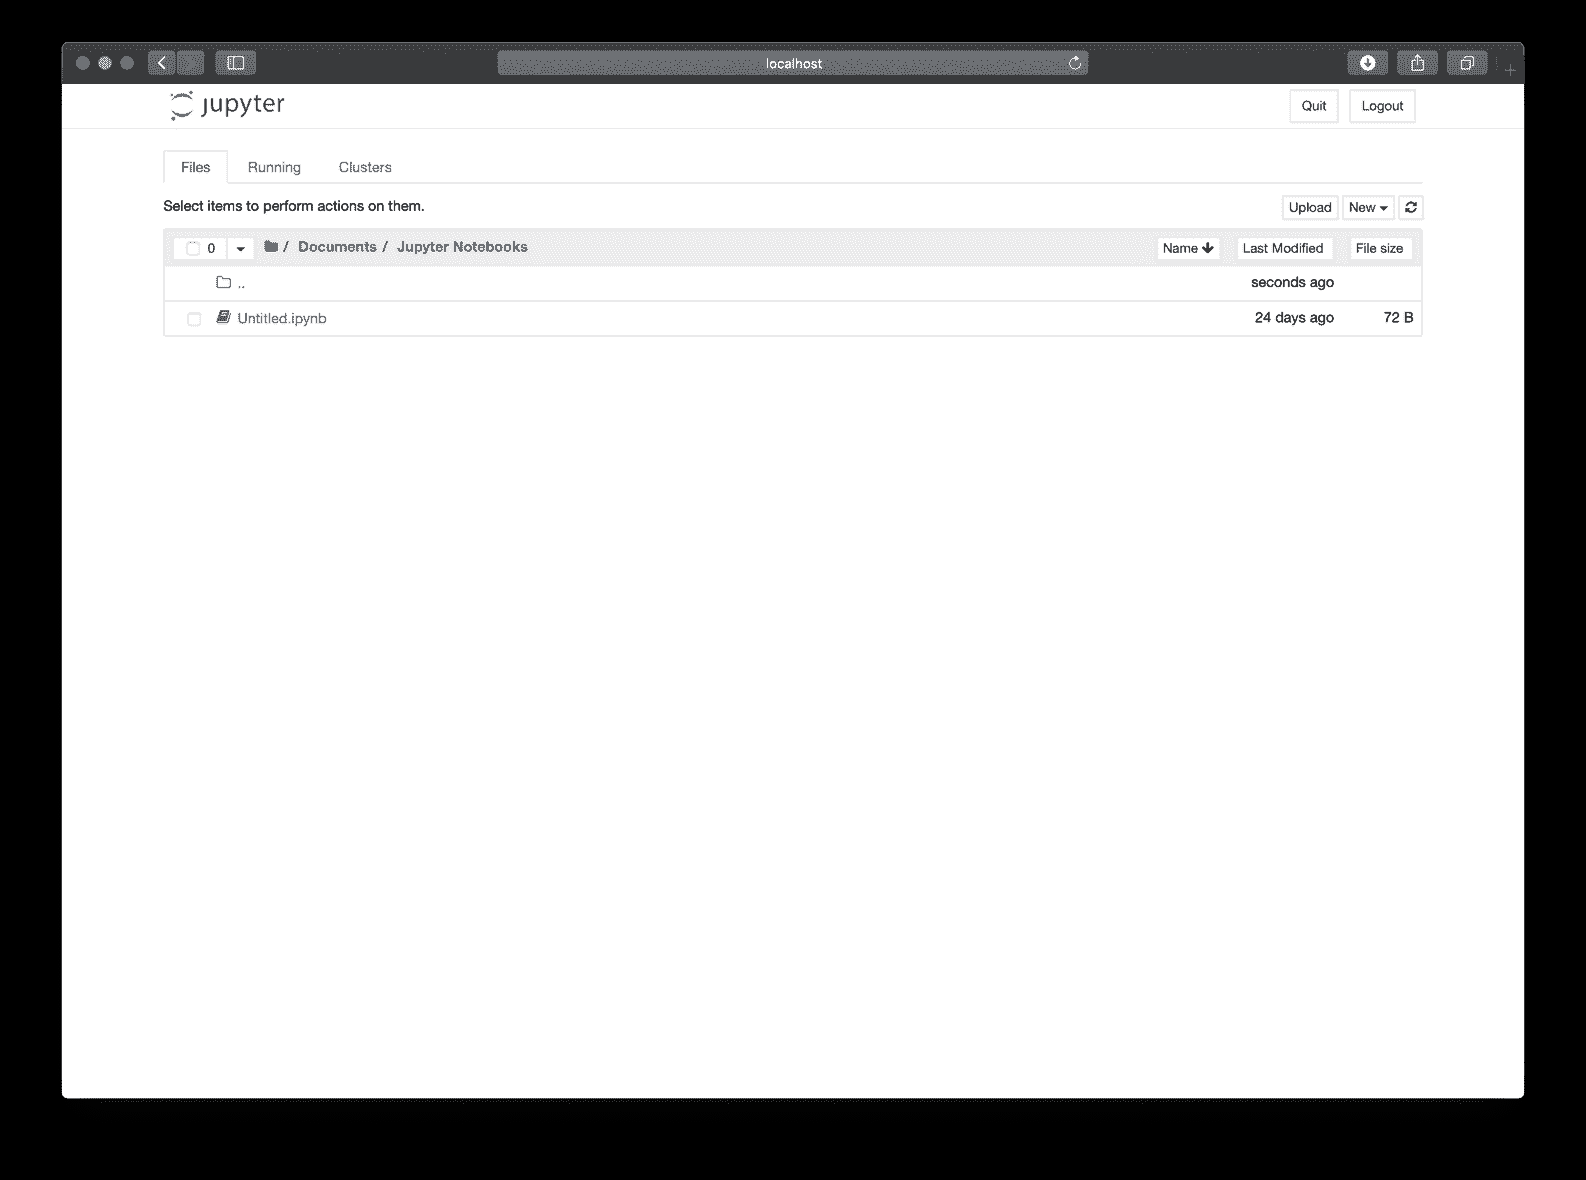 localhost
jupyter
Quit Logout
Files Running Clusters
Select items to perform actions on them.
Upload New
0 / Documents / Jupyter Notebooks Name Last Modified File size
.. seconds ago
Untitled.ipynb 24 days ago 72 B